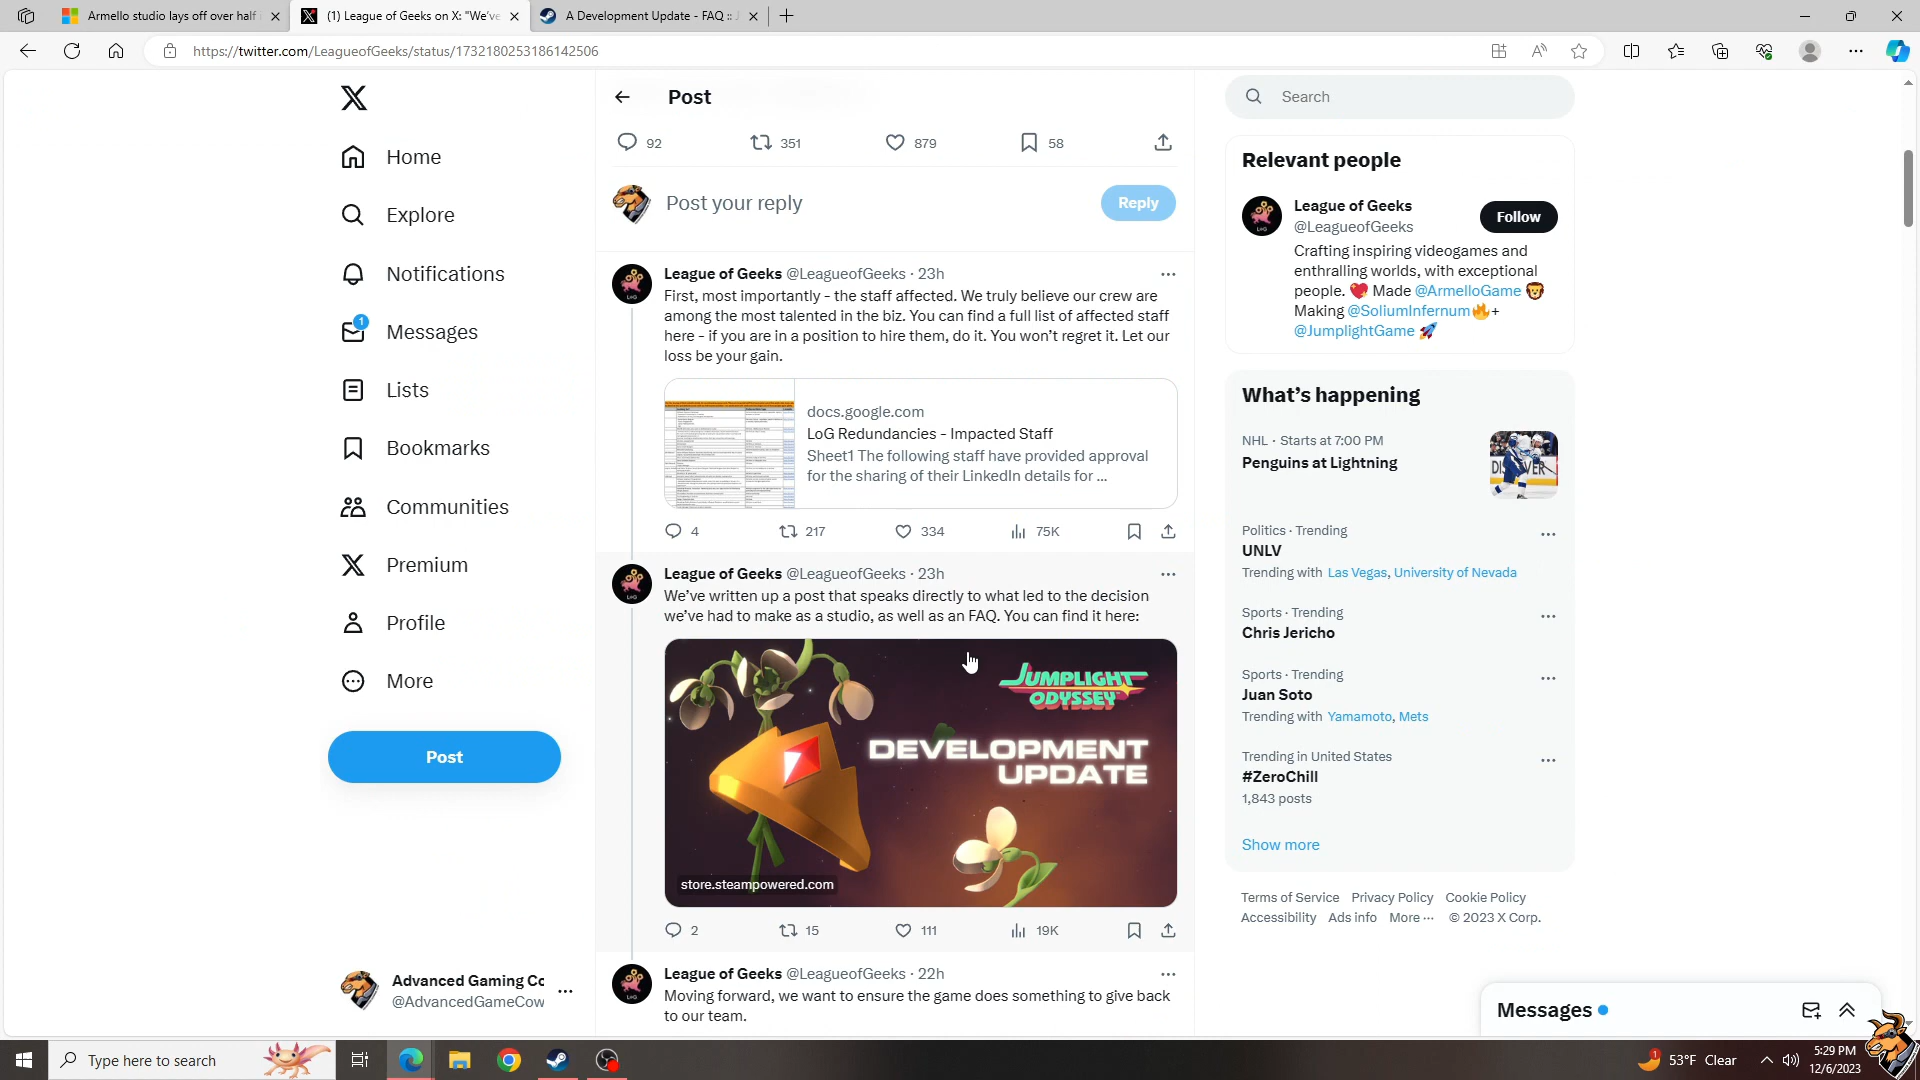 Armello studio lays off over half
(1) League of Geeks on X: "We've
A Development Update - FAQ ::
https://twitter.com/LeagueofGeeks/status/1732180253186142506
Home
Explore
Notifications
1
Messages
Lists
Bookmarks
Communities
Premium
Profile
More
Post
Advanced Gaming Co
@AdvancedGameCow
Post
92
351
879
58
Post your reply
Reply
League of Geeks @LeagueofGeeks · 23h
First, most importantly - the staff affected. We truly believe our crew are
among the most talented in the biz. You can find a full list of affected staff
here - if you are in a position to hire them, do it. You won't regret it. Let our
loss be your gain.
docs.google.com
LoG Redundancies - Impacted Staff
Sheet1 The following staff have provided approval
for the sharing of their LinkedIn details for ...
4
217
334
75K
League of Geeks @LeagueofGeeks · 23h
We've written up a post that speaks directly to what led to the decision
we've had to make as a studio, as well as an FAQ. You can find it here:
JUMPLIGHT
ODYSSEY
DEVELOPMENT
UPDATE
store.steampowered.com
2
15
111
19K
League of Geeks @LeagueofGeeks · 22h
Moving forward, we want to ensure the game does something to give back
to our team.
Search
Relevant people
League of Geeks
@LeagueofGeeks
Follow
Crafting inspiring videogames and
enthralling worlds, with exceptional
people. 💖 Made @ArmelloGame 🦁
Making @SoliumInfernum🔥+
@JumplightGame 🚀
What's happening
NHL · Starts at 7:00 PM
Penguins at Lightning
Politics · Trending
UNLV
Trending with Las Vegas, University of Nevada
Sports · Trending
Chris Jericho
Sports · Trending
Juan Soto
Trending with Yamamoto, Mets
Trending in United States
#ZeroChill
1,843 posts
Show more
Terms of Service Privacy Policy Cookie Policy
Accessibility Ads info More ··· © 2023 X Corp.
Messages
Type here to search
1
53°F Clear
5:29 PM
12/6/2023